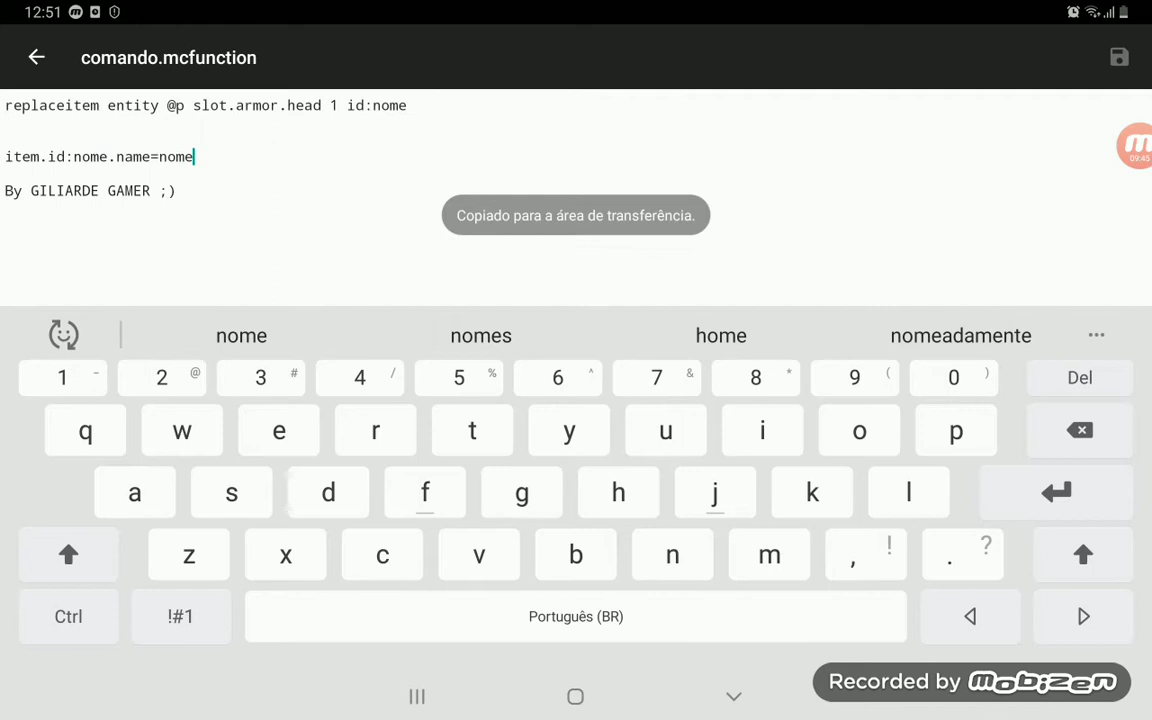 12:51
comando.mcfunction
replaceitem entity @p slot.armor.head 1 id:nome
item.id:nome.name=nome
09:45
By GILIARDE GAMER ;)
Copiado para a área de transferência.
nome nomes home nomeadamente ...
1 - 2 @ 3 # 4 / 5 % 6 ^ 7 & 8 * 9 ( 0 ) Del
q w e r t y u i o p
a s d f g h j k l
z x c v b n m , ! . ?
Ctrl !#1 Português (BR)
Recorded by mobizen